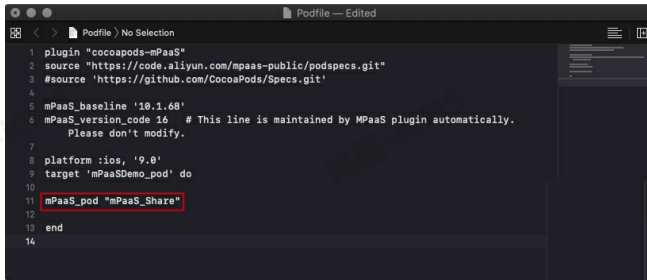 Podfile — Edited
Podfile 〉 No Selection
1 plugin "cocoapods-mPaaS"
2 source "https://code.aliyun.com/mpaas-public/podspecs.git"
3 #source 'https://github.com/CocoaPods/Specs.git'
4
5 mPaaS_baseline '10.1.68'
6 mPaaS_version_code 16   # This line is maintained by MPaaS plugin automatically.
Please don't modify.
7
8 platform :ios, '9.0'
9 target 'mPaaSDemo_pod' do
10
11 mPaaS_pod "mPaaS_Share"
12
13 end
14